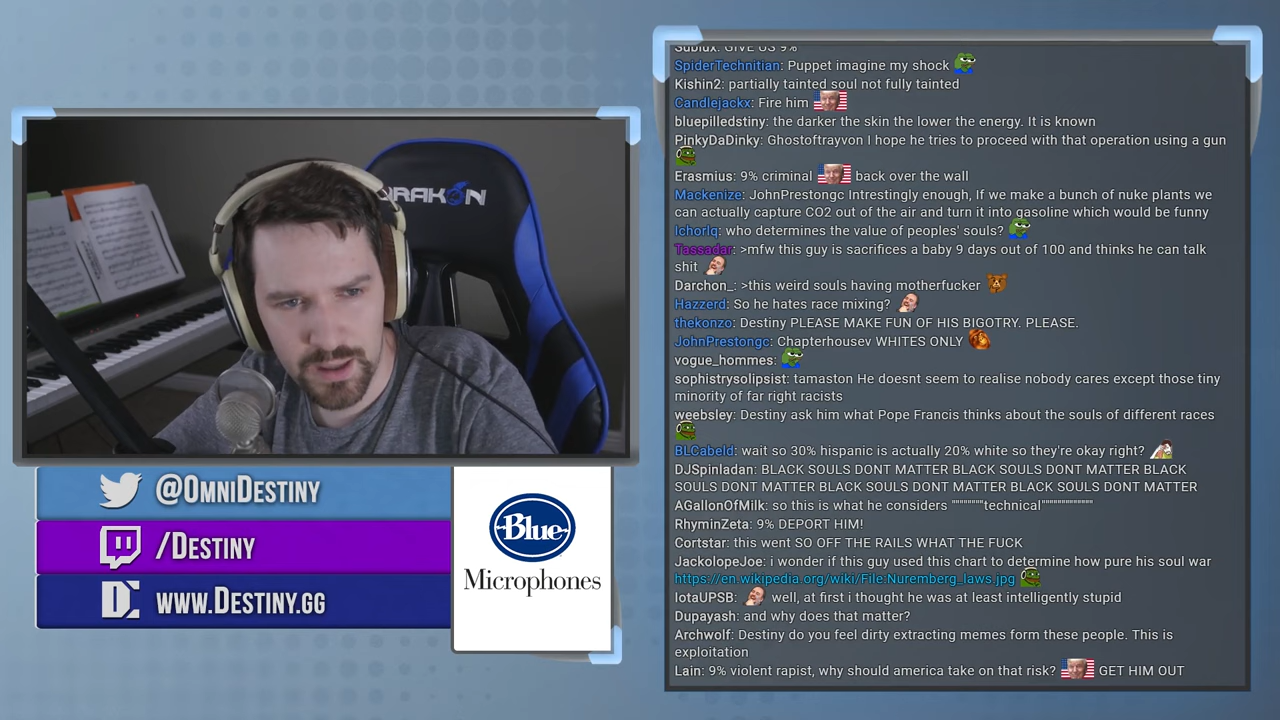 DRAKON
@OmniDestiny
/Destiny
www.Destiny.gg
Blue
Microphones
Sublux: GIVE US 9%
SpiderTechnitian: Puppet imagine my shock
Kishin2: partially tainted soul not fully tainted
Candlejackx: Fire him
bluepilledstiny: the darker the skin the lower the energy. It is known
PinkyDaDinky: Ghostoftrayvon I hope he tries to proceed with that operation using a gun
Erasmius: 9% criminal back over the wall
Mackenize: JohnPrestongc Intrestingly enough, If we make a bunch of nuke plants we
can actually capture CO2 out of the air and turn it into gasoline which would be funny
Ichorlq: who determines the value of peoples' souls?
Tassadar: >mfw this guy is sacrifices a baby 9 days out of 100 and thinks he can talk
shit
Darchon_: >this weird souls having motherfucker
Hazzerd: So he hates race mixing?
thekonzo: Destiny PLEASE MAKE FUN OF HIS BIGOTRY. PLEASE.
JohnPrestongc: Chapterhousev WHITES ONLY
vogue_hommes:
sophistrysolipsist: tamaston He doesnt seem to realise nobody cares except those tiny
minority of far right racists
weebsley: Destiny ask him what Pope Francis thinks about the souls of different races
BLCabeld: wait so 30% hispanic is actually 20% white so they're okay right?
DJSpinladan: BLACK SOULS DONT MATTER BLACK SOULS DONT MATTER BLACK
SOULS DONT MATTER BLACK SOULS DONT MATTER BLACK SOULS DONT MATTER
AGallonOfMilk: so this is what he considers """""""""technical""""""""""""""
RhyminZeta: 9% DEPORT HIM!
Cortstar: this went SO OFF THE RAILS WHAT THE FUCK
JackolopeJoe: i wonder if this guy used this chart to determine how pure his soul war
https://en.wikipedia.org/wiki/File:Nuremberg_laws.jpg
IotaUPSB: well, at first i thought he was at least intelligently stupid
Dupayash: and why does that matter?
Archwolf: Destiny do you feel dirty extracting memes form these people. This is
exploitation
Lain: 9% violent rapist, why should america take on that risk? GET HIM OUT